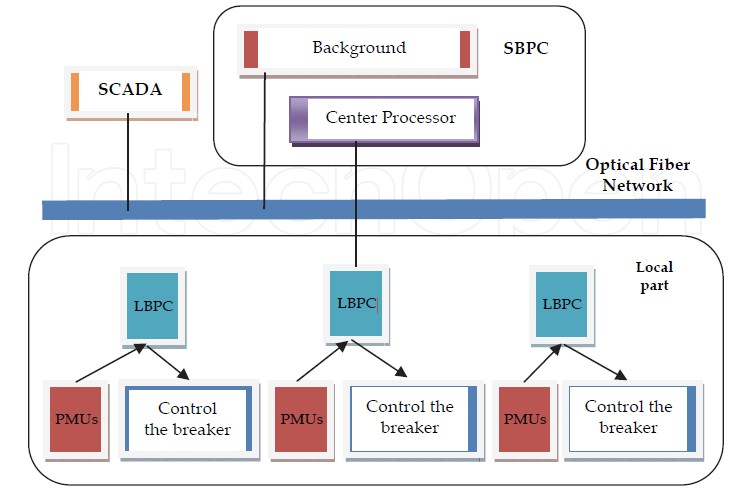 Background
SBPC
SCADA
Center Processor
Optical Fiber
Network
IntechOpen
Local
part
LBPC
LBPC
LBPC
PMUs
Control
the breaker
PMUs
Control the
breaker
PMUs
Control the
breaker